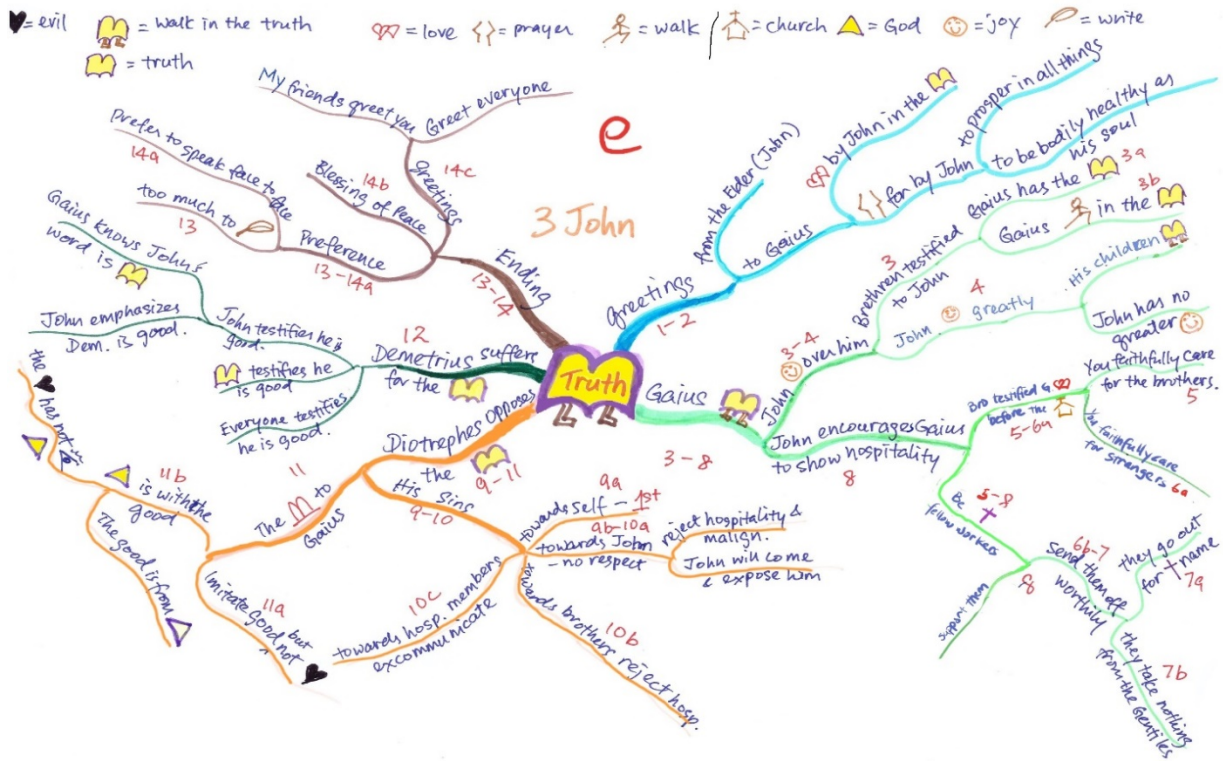 = evil
= walk in the truth
= love
= prayer
= walk
= church
= God
= joy
= write
= truth
e
3 John
Truth
Greetings
1-2
from the Elder (John)
to Gaius
by John in the
for by John
to prosper in all things
to be bodily healthy as
his soul
Gaius
3-8
John
over him
3-4
Brethren testified
to John
3
Gaius has the
3a
Gaius
in the
3b
John
greatly
4
His children
John has no
greater
John encourages Gaius
to show hospitality
8
Bro testified G
before the
5-6a
You faithfully care
for the brothers.
5
You faithfully care
for strangers
6a
Be
fellow workers
5-8
8
Support them
Send them off
worthily
6b-7
they go out
for name
7a
they take nothing
from the Gentiles
7b
Diotrephes Opposes
the
9-11
His Sins
9-10
towards self - 1st
9a
towards John
- no respect
9b-10a
reject hospitality &
malign.
John will come
& expose him
towards brothers reject hosp.
10b
towards hosp. members
excommunicate
10c
The M to
Gaius
11
Imitate good but
not
11a
is with the
good
11b
The good is from
the
has not
Demetrius suffers
for the
12
John testifies he is
good.
Gaius knows John's
word is
John emphasizes
Dem. is good.
testifies he
is good
Everyone testifies
he is good.
Ending
13-14
Preference
13-14a
too much to
13
Prefer to speak face to
face
14a
Blessing of Peace
14b
greetings
14c
My friends greet you
Greet everyone